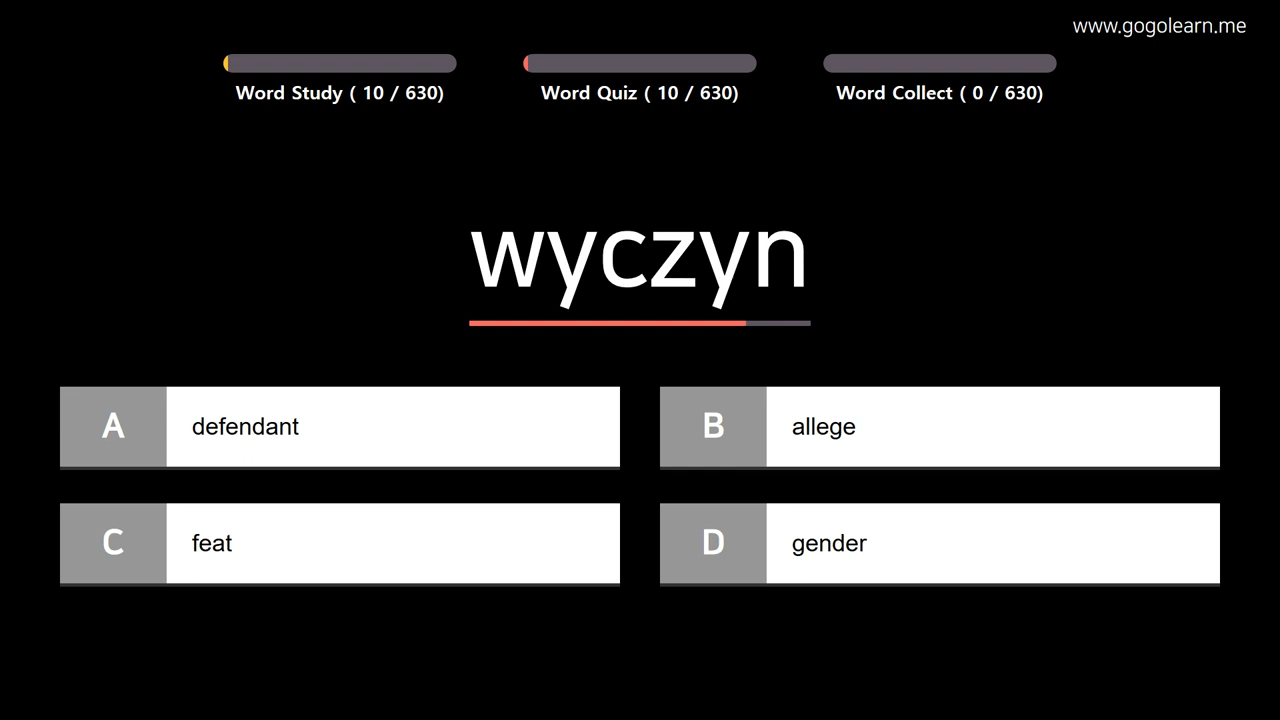 www.gogolearn.me
Word Study ( 10 / 630)
Word Quiz ( 10 / 630)
Word Collect ( 0 / 630)
wyczyn
A defendant
B allege
C feat
D gender